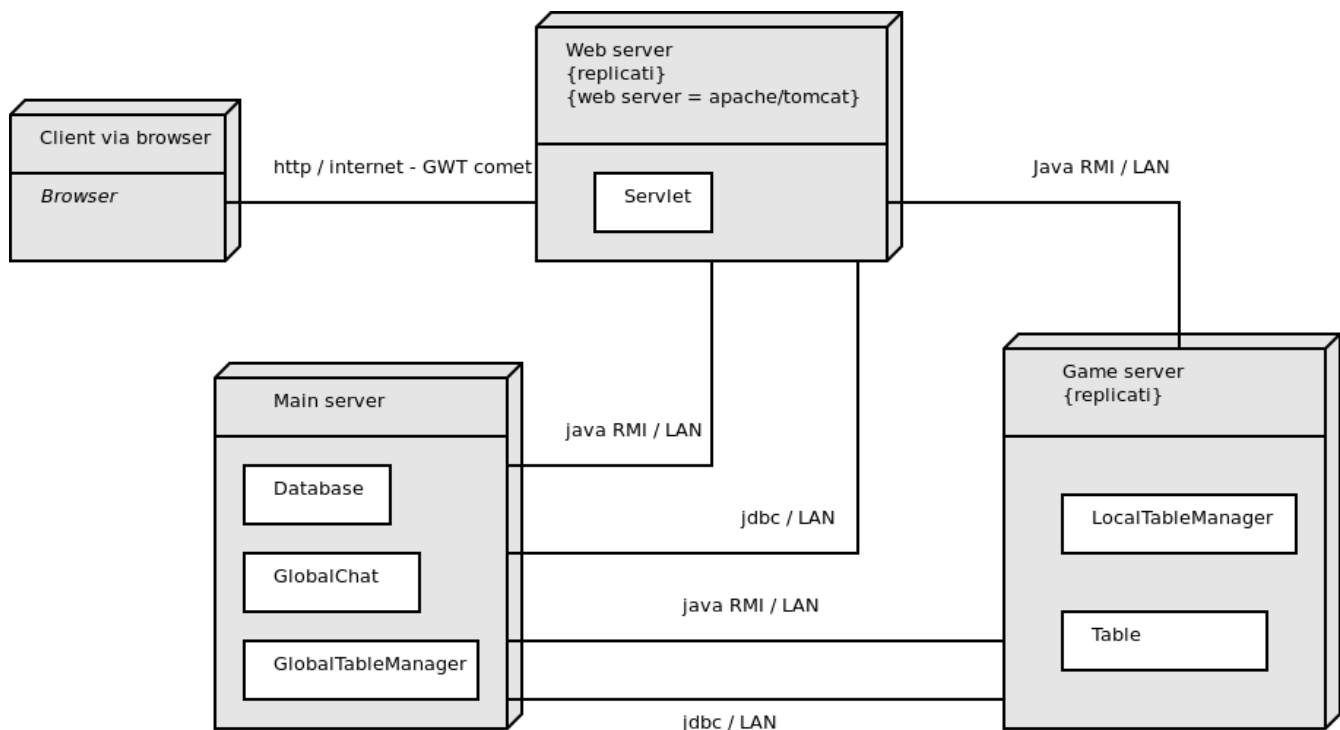 Web server
{replicati}
{web server = apache/tomcat}
Servlet
Client via browser
Browser
http / internet - GWT comet
Java RMI / LAN
Main server
Database
GlobalChat
GlobalTableManager
java RMI / LAN
jdbc / LAN
java RMI / LAN
jdbc / LAN
Game server
{replicati}
LocalTableManager
Table